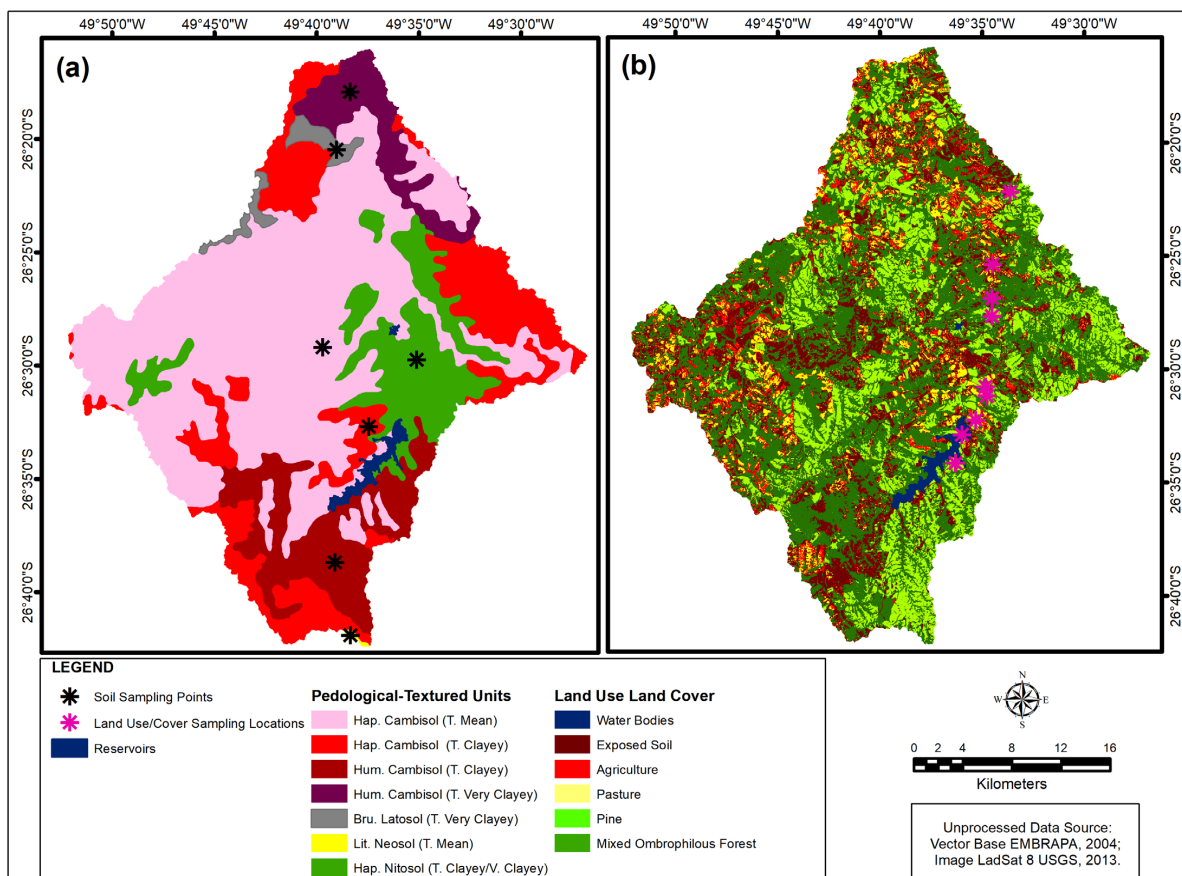 49°50'0"W 49°45'0"W 49°40'0"W 49°35'0"W 49°30'0"W
49°50'0"W 49°45'0"W 49°40'0"W 49°35'0"W 49°30'0"W
(a)
(b)
26°20'0"S
26°25'0"S
26°30'0"S
26°35'0"S
26°40'0"S
26°20'0"S
26°25'0"S
26°30'0"S
26°35'0"S
26°40'0"S
LEGEND
Soil Sampling Points
Land Use/Cover Sampling Locations
Reservoirs
Pedological-Textured Units
Hap. Cambisol (T. Mean)
Hap. Cambisol (T. Clayey)
Hum. Cambisol (T. Clayey)
Hum. Cambisol (T. Very Clayey)
Bru. Latosol (T. Very Clayey)
Lit. Neosol (T. Mean)
Hap. Nitosol (T. Clayey/V. Clayey)
Land Use Land Cover
Water Bodies
Exposed Soil
Agriculture
Pasture
Pine
Mixed Ombrophilous Forest
N
W E
S
0 2 4 8 12 16
Kilometers
Unprocessed Data Source:
Vector Base EMBRAPA, 2004;
Image LadSat 8 USGS, 2013.